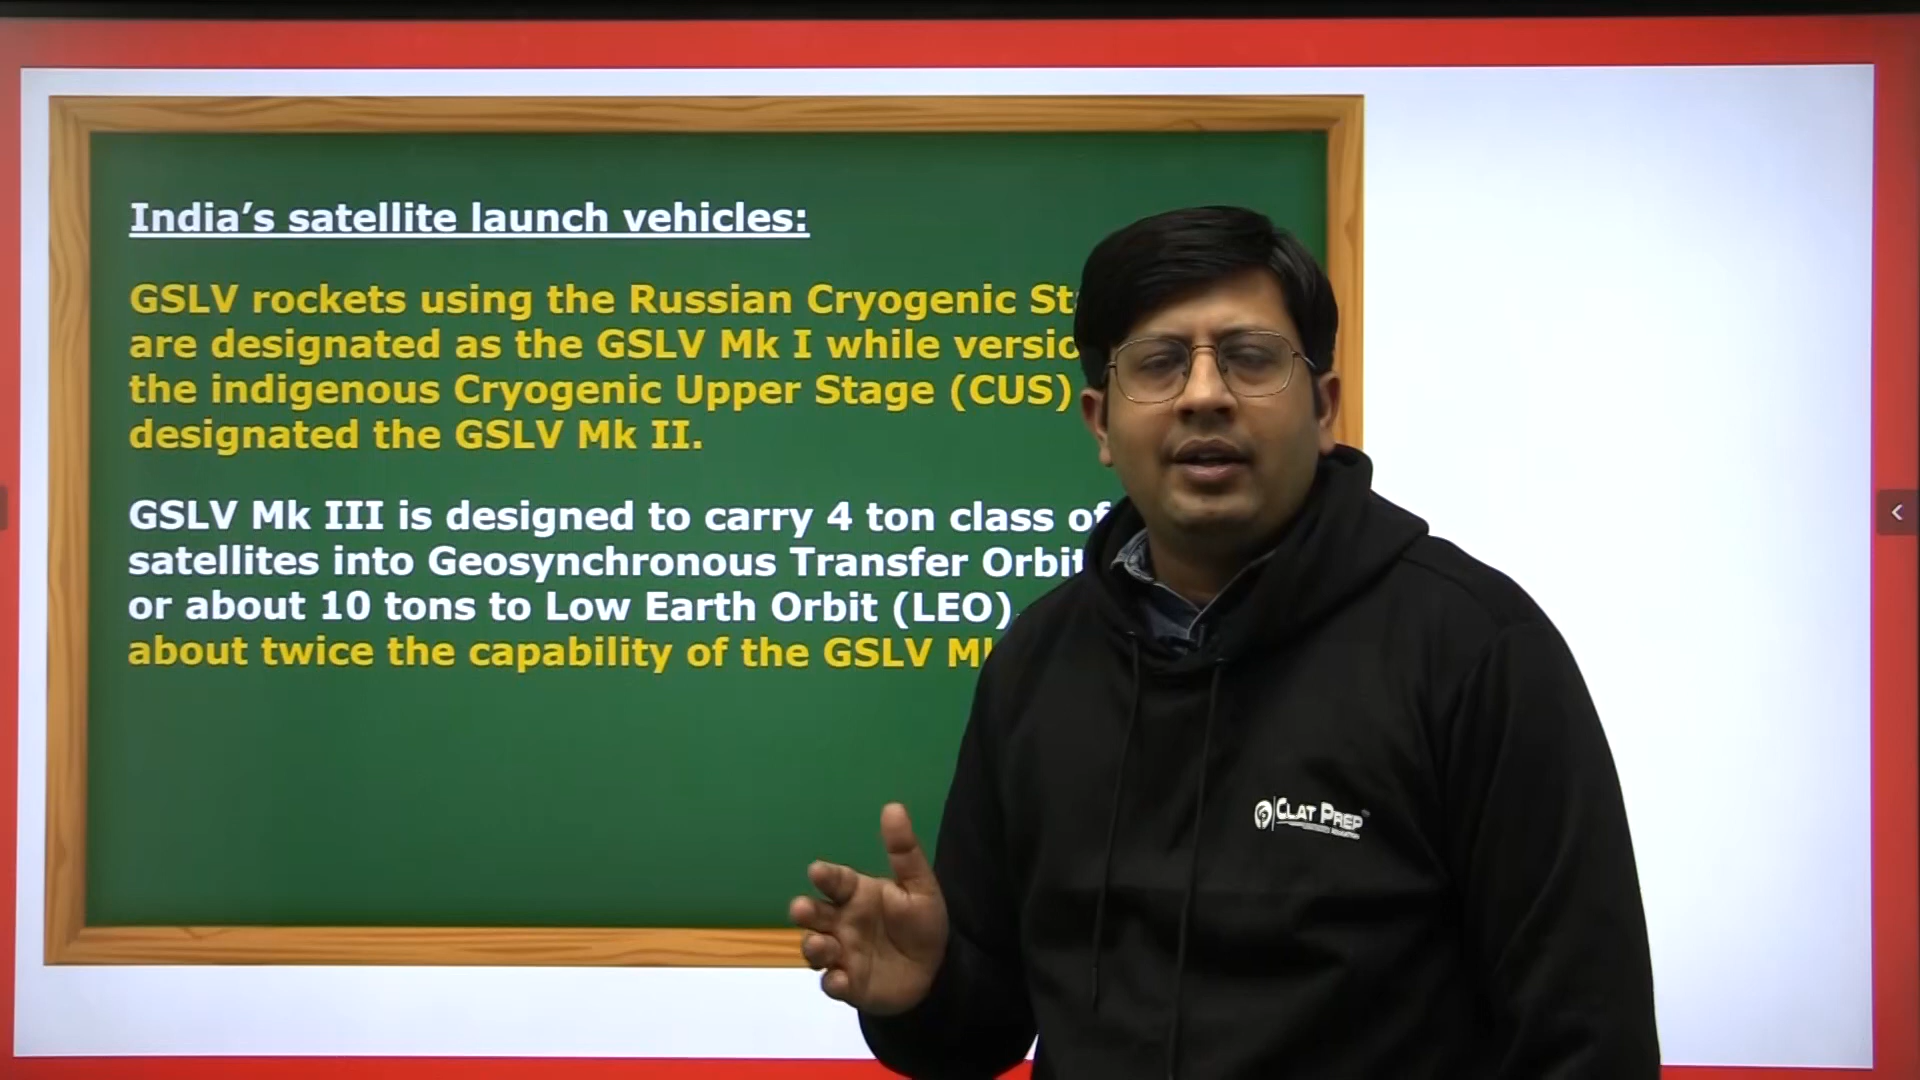 India’s satellite launch vehicles:
GSLV rockets using the Russian Cryogenic
are designated as the GSLV Mk I while
the indigenous Cryogenic Upper Stage (CUS)
designated the GSLV Mk II.
GSLV Mk III is designed to carry 4 ton class of
satellites into Geosynchronous Transfer Orbit
or about 10 tons to Low Earth Orbit (LEO),
about twice the capability of the GSLV
CLAT PREP